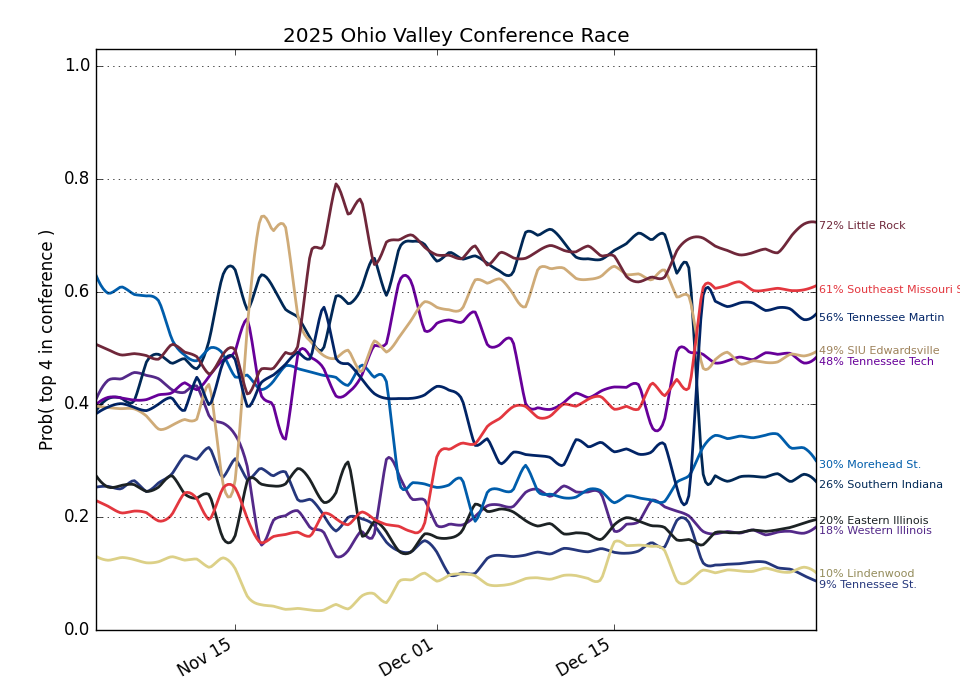 2025 Ohio Valley Conference Race
Prob( top 4 in conference )
1.0
0.8
0.6
0.4
0.2
0.0
Nov 15
Dec 01
Dec 15
72% Little Rock
61% Southeast Missouri S
56% Tennessee Martin
49% SIU Edwardsville
48% Tennessee Tech
30% Morehead St.
26% Southern Indiana
20% Eastern Illinois
18% Western Illinois
10% Lindenwood
9% Tennessee St.